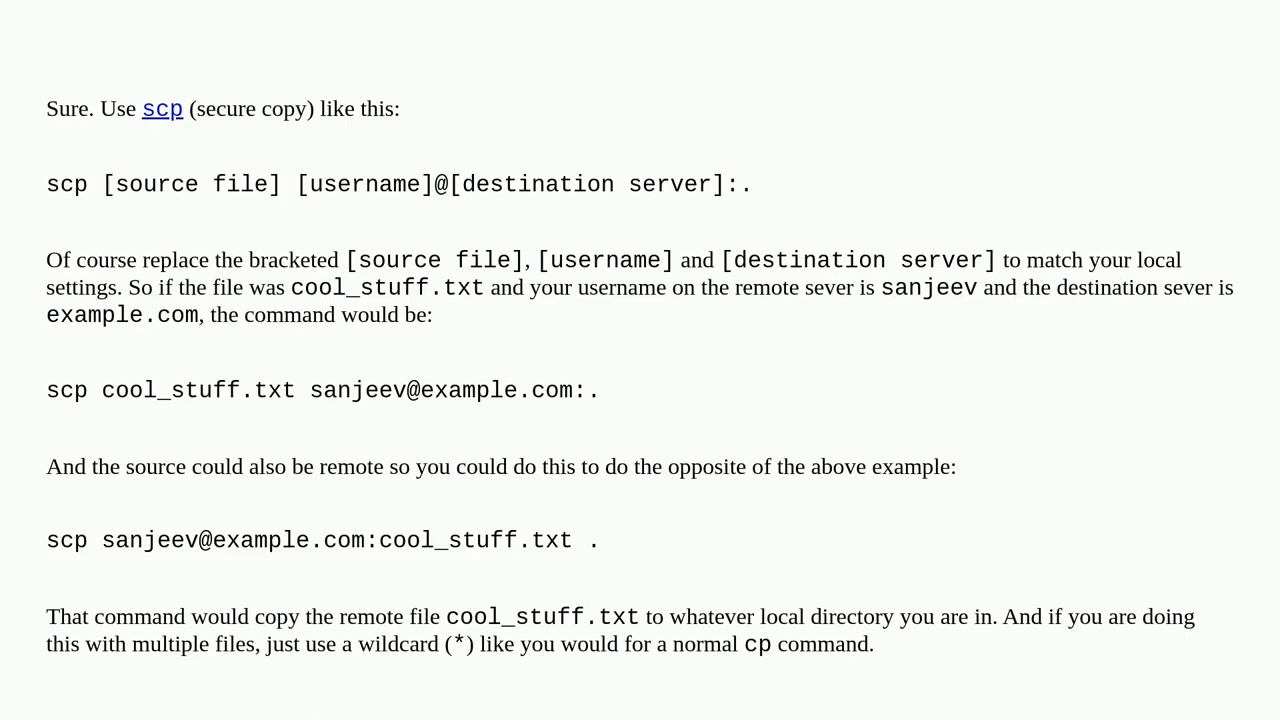 Sure. Use scp (secure copy) like this:
scp [source file] [username]@[destination server]:.
Of course replace the bracketed [source file], [username] and [destination server] to match your local
settings. So if the file was cool_stuff.txt and your username on the remote sever is sanjeev and the destination sever is
example.com, the command would be:
scp cool_stuff.txt sanjeev@example.com:.
And the source could also be remote so you could do this to do the opposite of the above example:
scp sanjeev@example.com:cool_stuff.txt .
That command would copy the remote file cool_stuff.txt to whatever local directory you are in. And if you are doing
this with multiple files, just use a wildcard (*) like you would for a normal cp command.